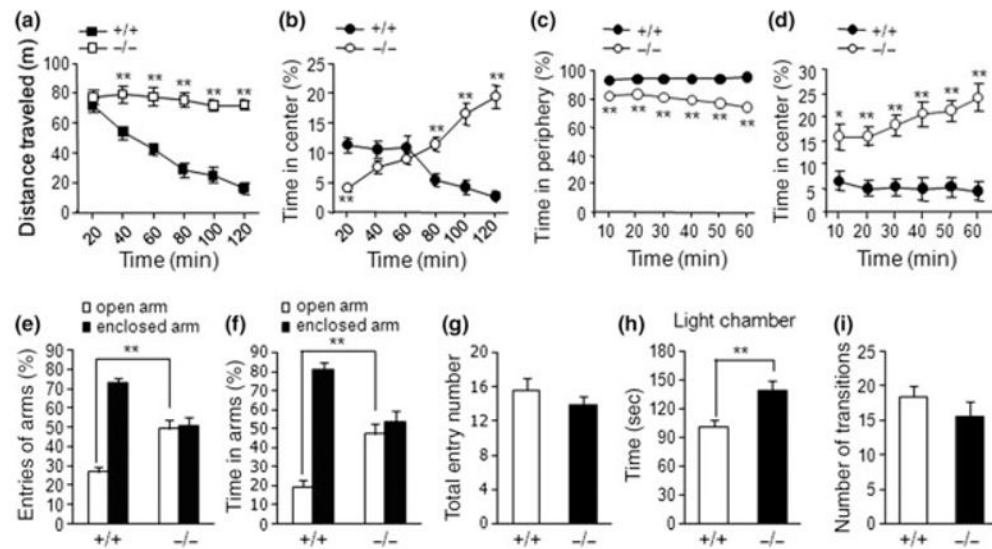 (a)
+/+
−/−
Distance traveled (m)
100
80
60
40
20
0
** ** ** ** **
20 40 60 80 100 120
Time (min)
(b)
+/+
−/−
Time in center (%)
25
20
15
10
5
0
** ** ** **
20 40 60 80 100 120
Time (min)
(c)
+/+
−/−
Time in periphery (%)
100
80
60
40
20
0
** ** ** ** ** **
10 20 30 40 50 60
Time (min)
(d)
+/+
−/−
Time in center (%)
30
25
20
15
10
5
0
* ** ** ** ** **
10 20 30 40 50 60
Time (min)
(e)
open arm
enclosed arm
Entries of arms (%)
90
80
70
60
50
40
30
20
10
0
**
+/+ −/−
(f)
open arm
enclosed arm
Time in arms (%)
90
80
70
60
50
40
30
20
10
0
**
+/+ −/−
(g)
Total entry number
20
16
12
8
4
0
+/+ −/−
(h)
Light chamber
Time (sec)
180
150
120
90
60
30
0
**
+/+ −/−
(i)
Number of transitions
25
20
15
10
5
0
+/+ −/−